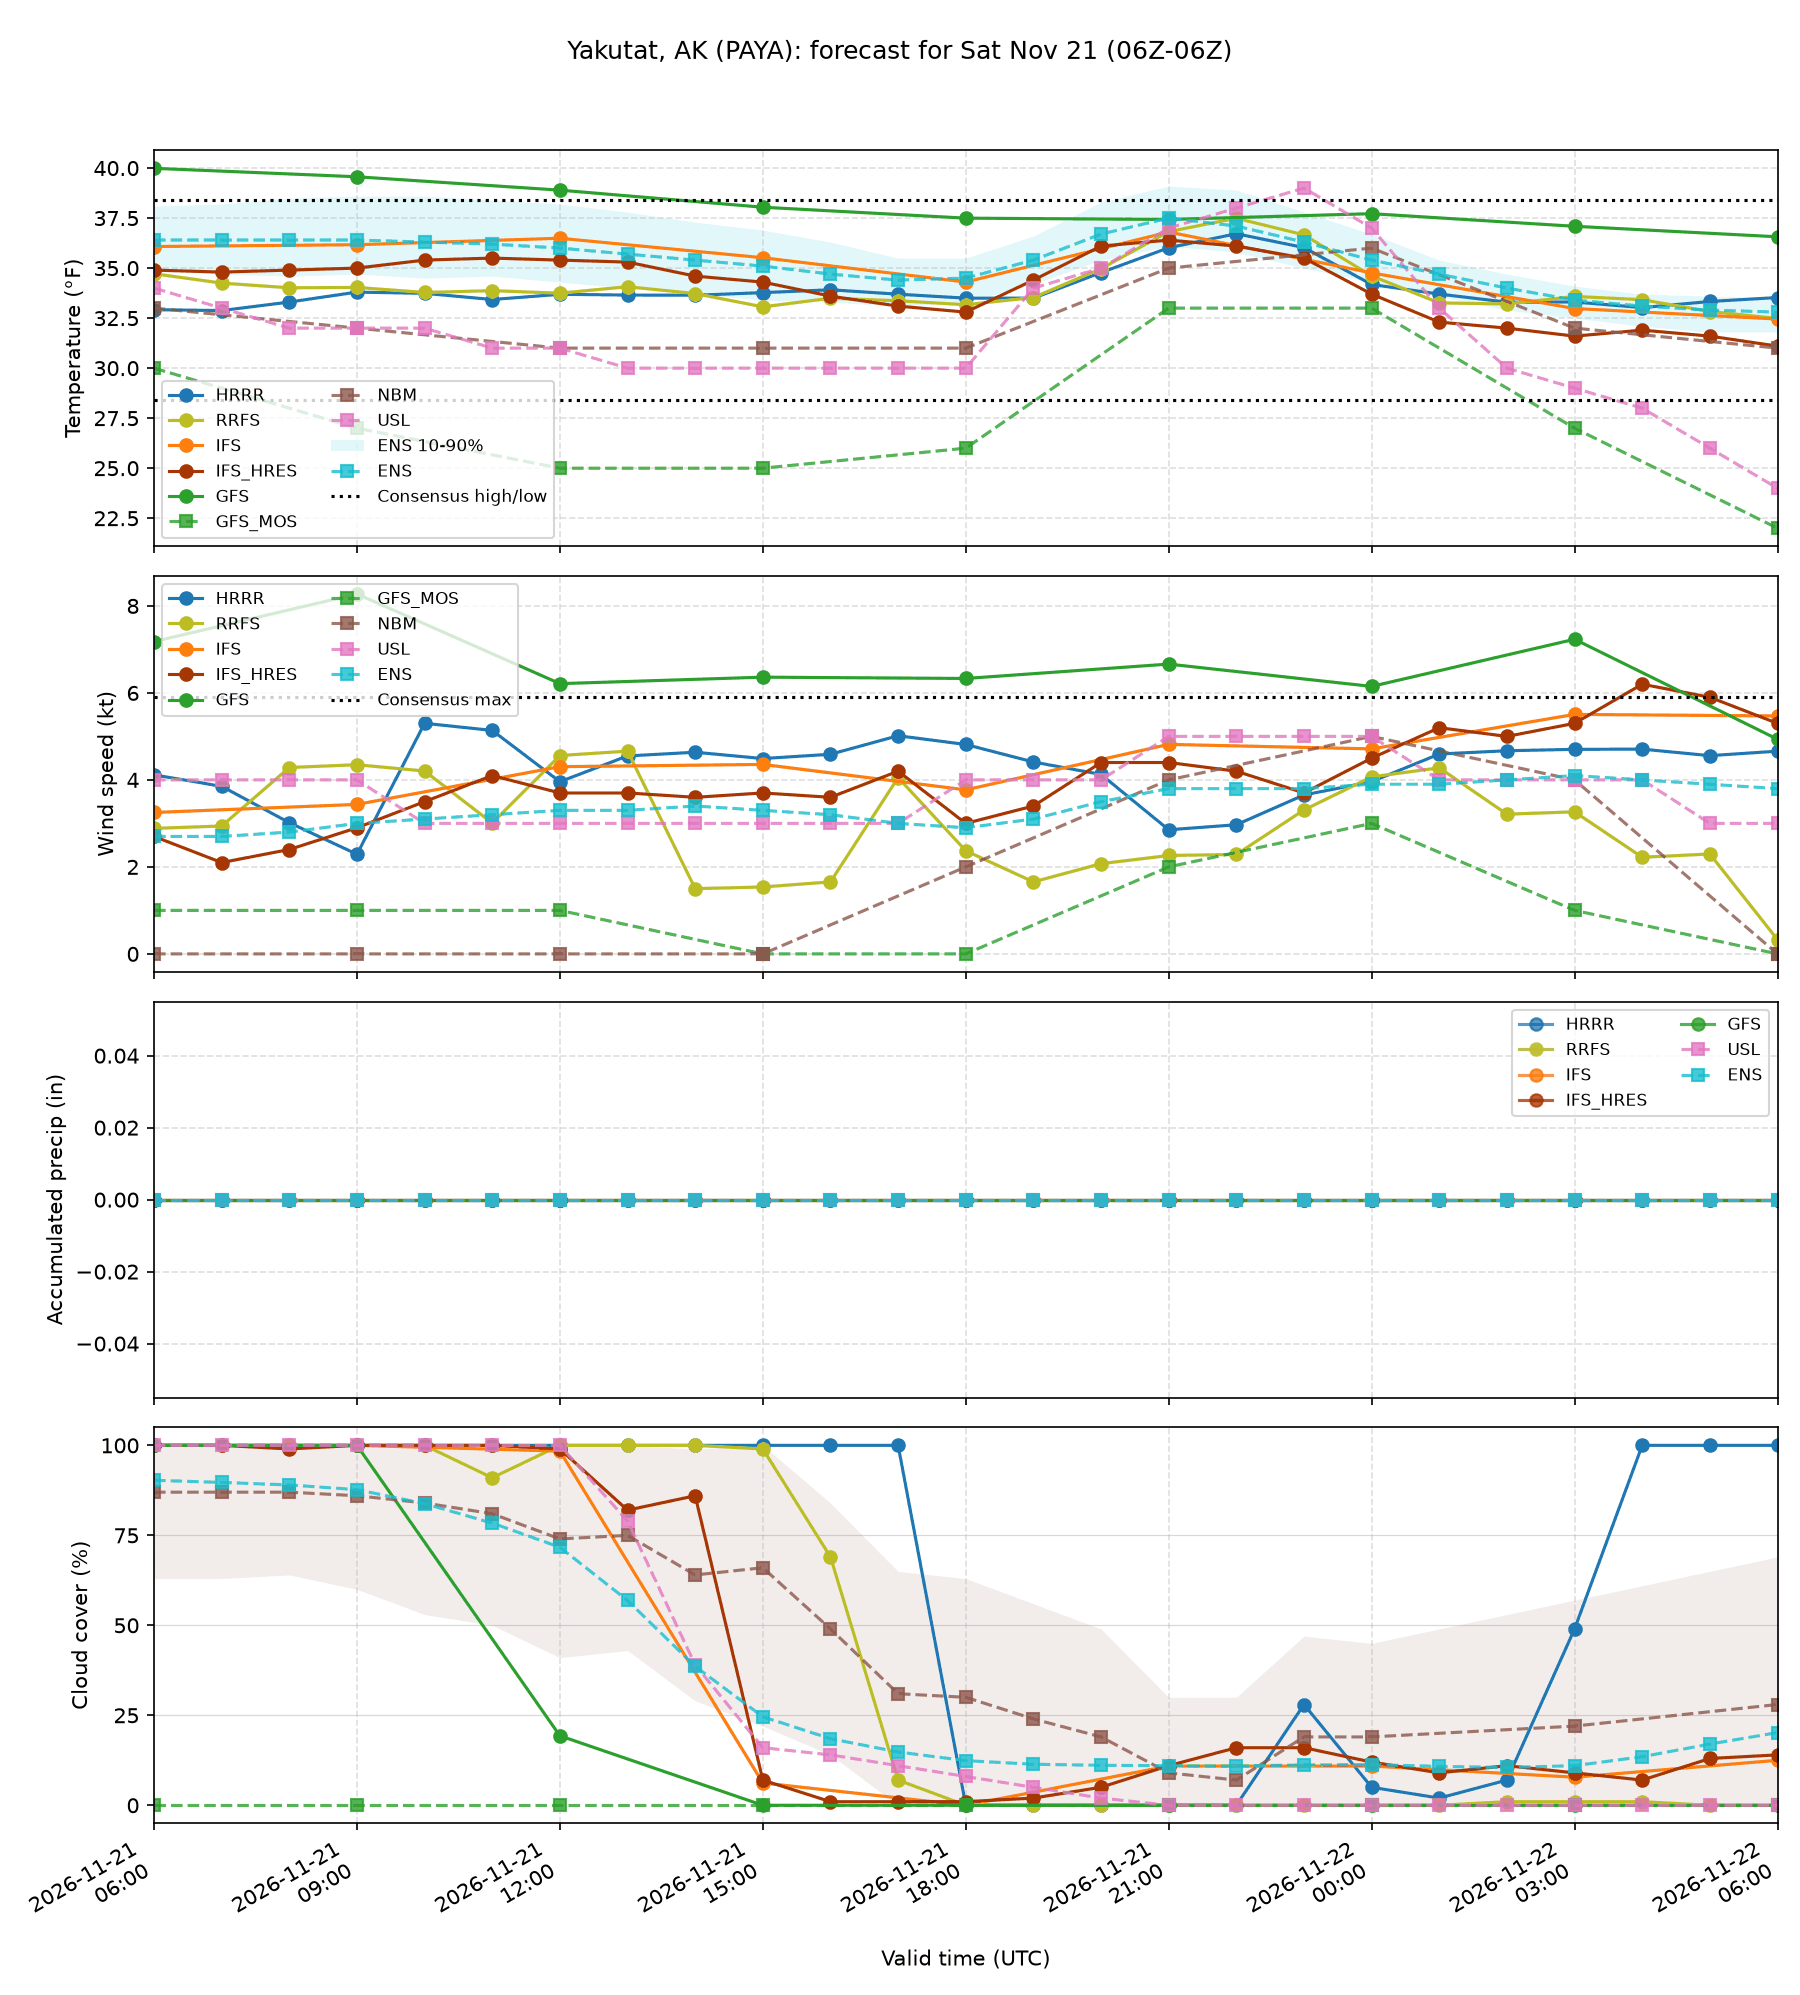 Yakutat, AK (PAYA): forecast for Sat Nov 21 (06Z-06Z)
Temperature (°F)
40.0
37.5
35.0
32.5
30.0
27.5
25.0
22.5
HRRR
RRFS
IFS
IFS_HRES
GFS
GFS_MOS
NBM
USL
ENS 10-90%
ENS
Consensus high/low
Wind speed (kt)
8
6
4
2
0
HRRR
RRFS
IFS
IFS_HRES
GFS
GFS_MOS
NBM
USL
ENS
Consensus max
Accumulated precip (in)
0.04
0.02
0.00
−0.02
−0.04
HRRR
RRFS
IFS
IFS_HRES
GFS
USL
ENS
Cloud cover (%)
100
75
50
25
0
2026-11-21
06:00
2026-11-21
09:00
2026-11-21
12:00
2026-11-21
15:00
2026-11-21
18:00
2026-11-21
21:00
2026-11-22
00:00
2026-11-22
03:00
2026-11-22
06:00
Valid time (UTC)